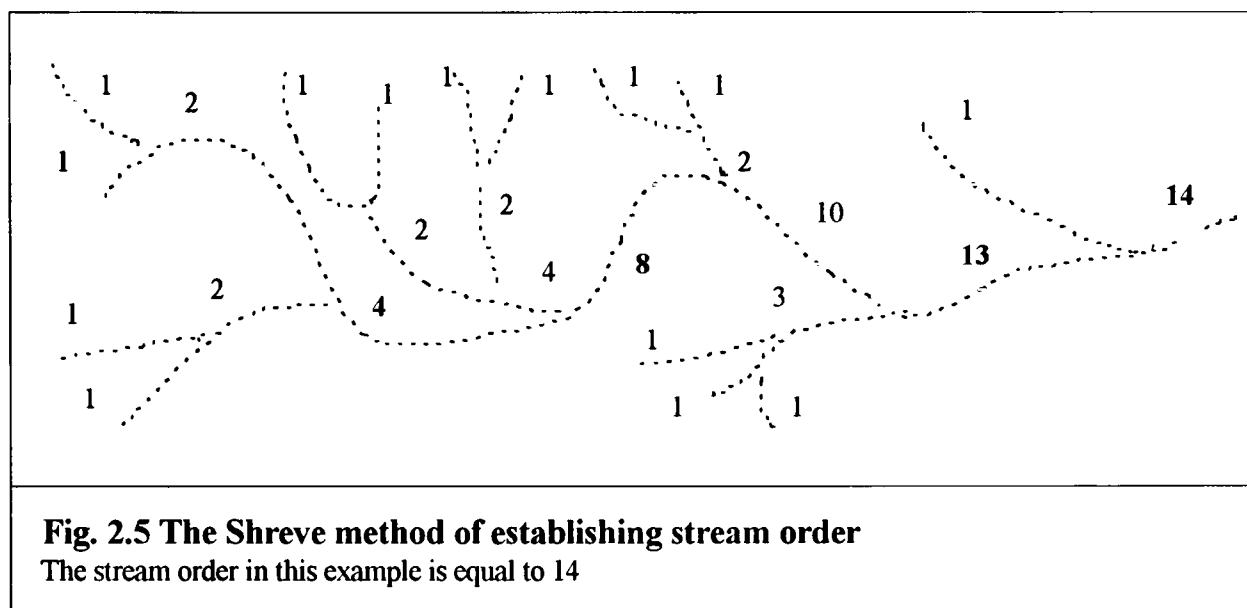 1 1 1 1 1 1 1
2
1
1 2
14
2 2 10
4 8 13
2 4 3
1
1
1
1 1
Fig. 2.5 The Shreve method of establishing stream order
The stream order in this example is equal to 14